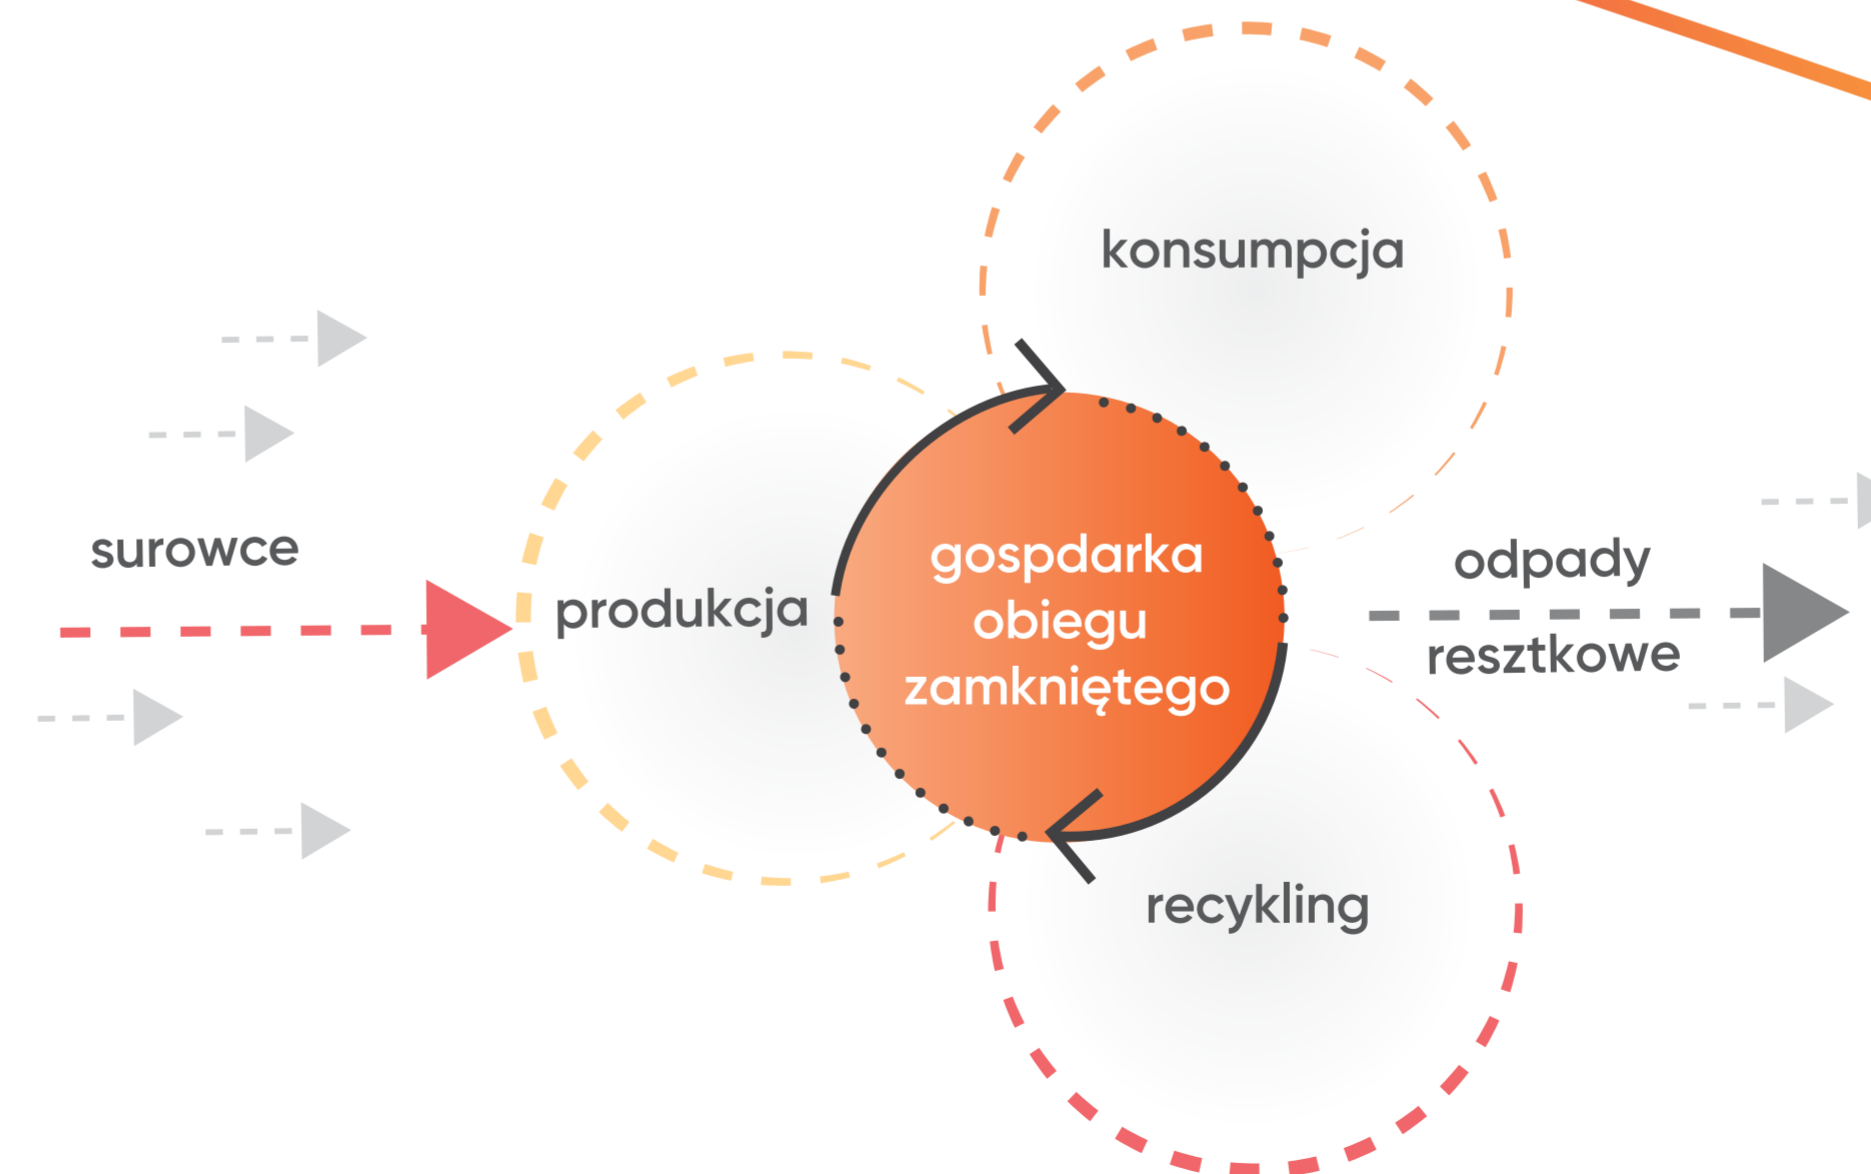 konsumpcja
surowce
produkcja
gospdarka
obiegu
zamkniętego
odpady
resztkowe
recykling